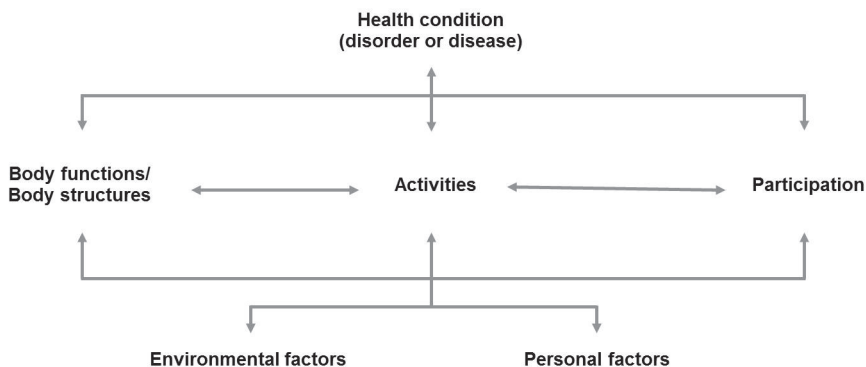 Health condition
(disorder or disease)
Body functions/
Body structures
Activities
Participation
Environmental factors
Personal factors